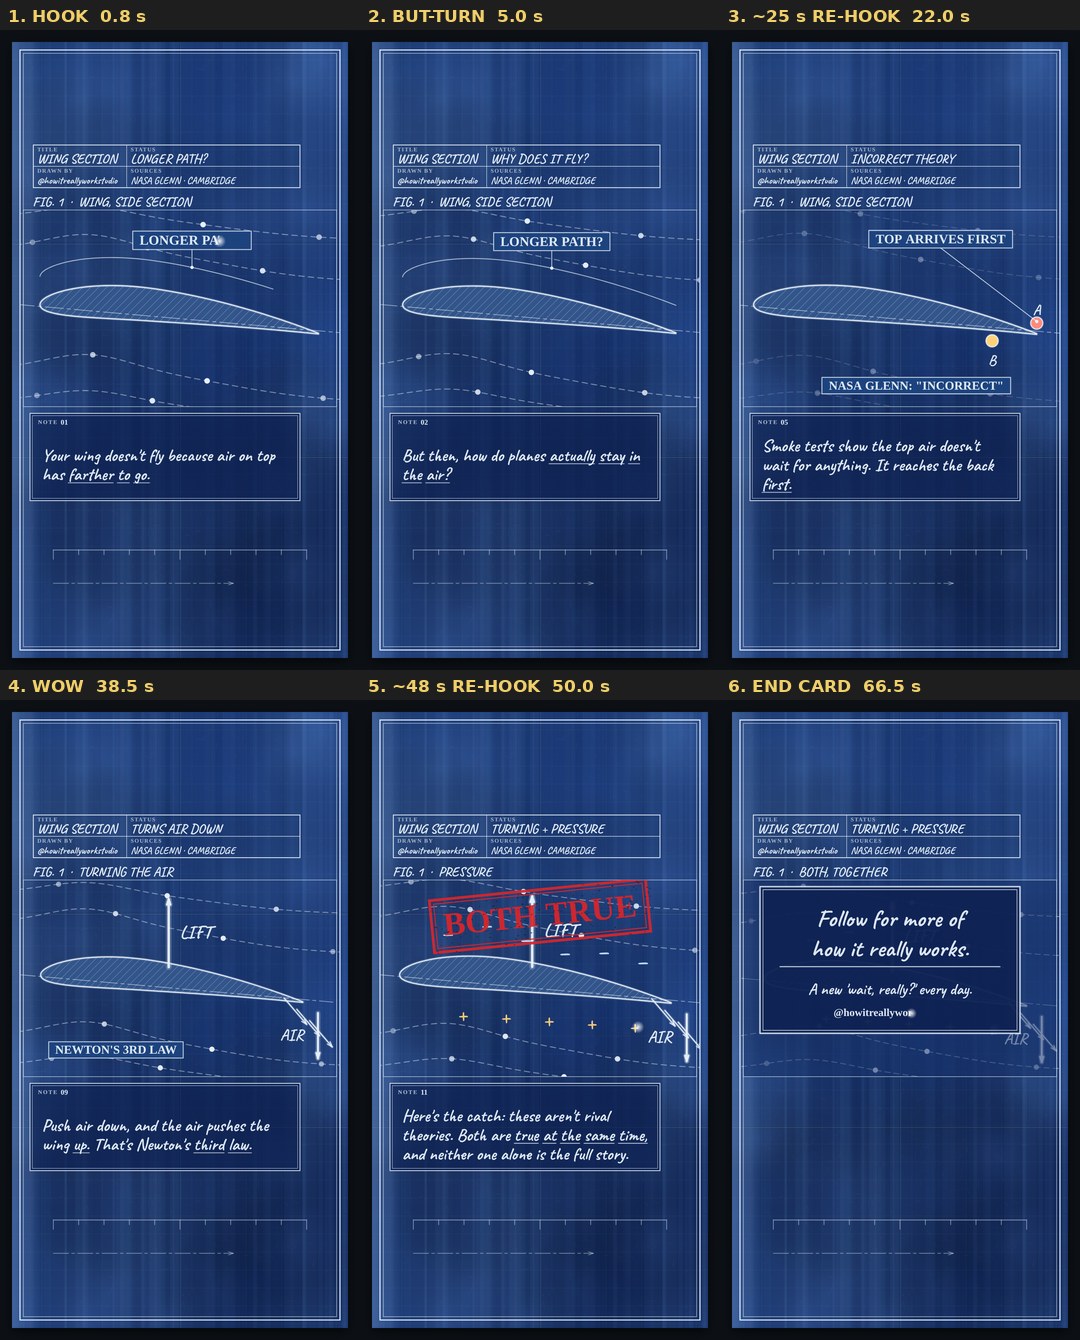 1. HOOK 0.8 s
TITLE
WING SECTION
STATUS
LONGER PATH?
DRAWN BY
@howitreallyworkstudio
SOURCES
NASA GLENN · CAMBRIDGE
FIG. 1 · WING, SIDE SECTION
LONGER PA
NOTE 01
Your wing doesn't fly because air on top
has farther to go.
2. BUT-TURN 5.0 s
TITLE
WING SECTION
STATUS
WHY DOES IT FLY?
DRAWN BY
@howitreallyworkstudio
SOURCES
NASA GLENN · CAMBRIDGE
FIG. 1 · WING, SIDE SECTION
LONGER PATH?
NOTE 02
But then, how do planes actually stay in
the air?
3. ~25 s RE-HOOK 22.0 s
TITLE
WING SECTION
STATUS
INCORRECT THEORY
DRAWN BY
@howitreallyworkstudio
SOURCES
NASA GLENN · CAMBRIDGE
FIG. 1 · WING, SIDE SECTION
TOP ARRIVES FIRST
A
B
NASA GLENN: "INCORRECT"
NOTE 05
Smoke tests show the top air doesn't
wait for anything. It reaches the back
first.
4. WOW 38.5 s
TITLE
WING SECTION
STATUS
TURNS AIR DOWN
DRAWN BY
@howitreallyworkstudio
SOURCES
NASA GLENN · CAMBRIDGE
FIG. 1 · TURNING THE AIR
LIFT
AIR
NEWTON'S 3RD LAW
NOTE 09
Push air down, and the air pushes the
wing up. That's Newton's third law.
5. ~48 s RE-HOOK 50.0 s
TITLE
WING SECTION
STATUS
TURNING + PRESSURE
DRAWN BY
@howitreallyworkstudio
SOURCES
NASA GLENN · CAMBRIDGE
FIG. 1 · PRESSURE
BOTH TRUE
LIFT
AIR
NOTE 11
Here's the catch: these aren't rival
theories. Both are true at the same time,
and neither one alone is the full story.
6. END CARD 66.5 s
TITLE
WING SECTION
STATUS
TURNING + PRESSURE
DRAWN BY
@howitreallyworkstudio
SOURCES
NASA GLENN · CAMBRIDGE
FIG. 1 · BOTH, TOGETHER
Follow for more of
how it really works.
A new 'wait, really?' every day.
@howitreallywo
AIR